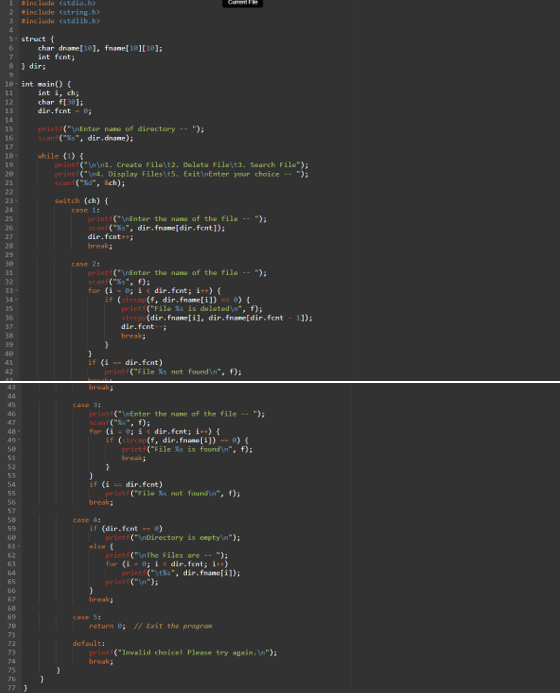 Current File
1 #include <stdio.h>
2 #include <string.h>
3 #include <stdlib.h>
4
5 struct {
6 char dname[10], fname[10][10];
7 int fcnt;
8 } dir;
9
10 int main() {
11 int i, ch;
12 char f[30];
13 dir.fcnt = 0;
14
15 printf("\nEnter name of directory -- ");
16 scanf("%s", dir.dname);
17
18 while (1) {
19 printf("\n\n1. Create File\t2. Delete File\t3. Search File");
20 printf("\n4. Display Files\t5. Exit\nEnter your choice -- ");
21 scanf("%d", &ch);
22
23 switch (ch) {
24 case 1:
25 printf("\nEnter the name of the file -- ");
26 scanf("%s", dir.fname[dir.fcnt]);
27 dir.fcnt++;
28 break;
29
30 case 2:
31 printf("\nEnter the name of the file -- ");
32 scanf("%s", f);
33 for (i = 0; i < dir.fcnt; i++) {
34 if (strcmp(f, dir.fname[i]) == 0) {
35 printf("File %s is deleted\n", f);
36 strcpy(dir.fname[i], dir.fname[dir.fcnt - 1]);
37 dir.fcnt--;
38 break;
39 }
40 }
41 if (i == dir.fcnt)
42 printf("File %s not found\n", f);
43 break;
44
45 case 3:
46 printf("\nEnter the name of the file -- ");
47 scanf("%s", f);
48 for (i = 0; i < dir.fcnt; i++) {
49 if (strcmp(f, dir.fname[i]) == 0) {
50 printf("File %s is found\n", f);
51 break;
52 }
53 }
54 if (i == dir.fcnt)
55 printf("File %s not found\n", f);
56 break;
57
58 case 4:
59 if (dir.fcnt == 0)
60 printf("\nDirectory is empty\n");
61 else {
62 printf("\nThe Files are -- ");
63 for (i = 0; i < dir.fcnt; i++)
64 printf("\t%s", dir.fname[i]);
65 printf("\n");
66 }
67 break;
68
69 case 5:
70 return 0; // Exit the program
71
72 default:
73 printf("Invalid choice! Please try again.\n");
74 break;
75 }
76 }
77 }